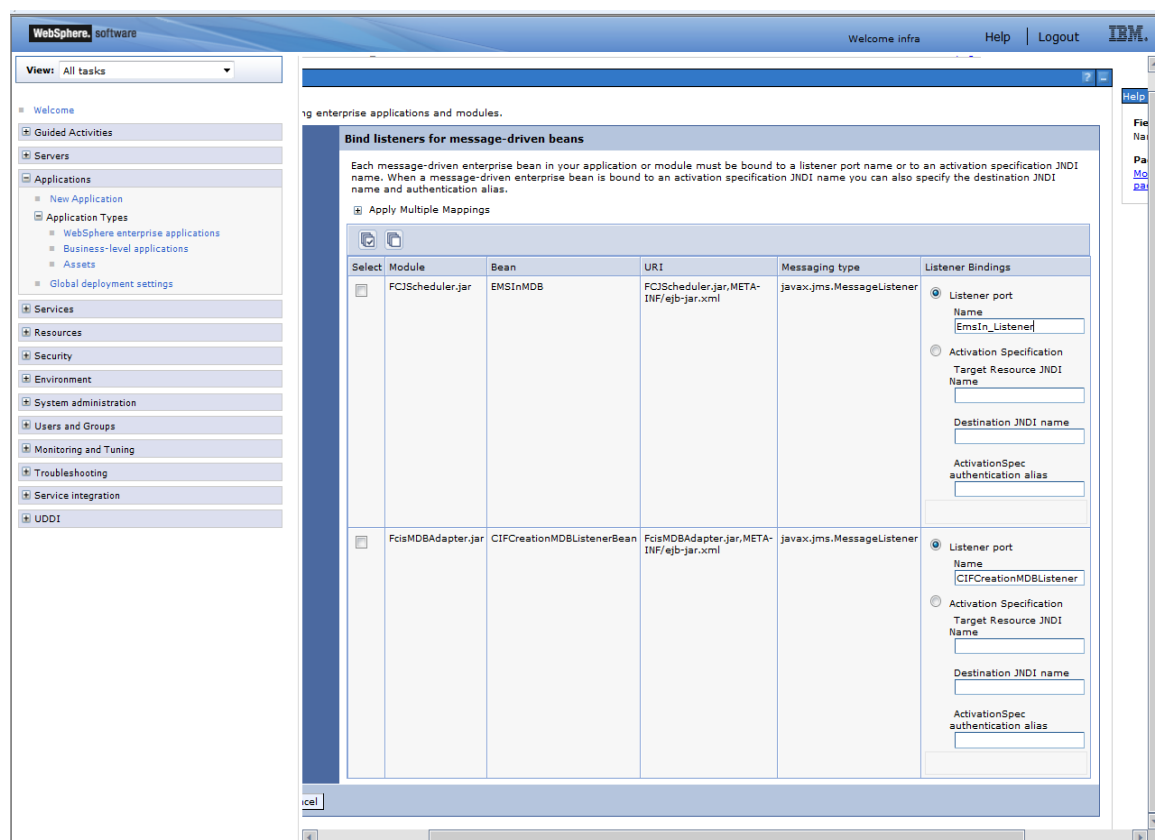 WebSphere. software
Welcome infra
Help
Logout
IBM.
View: All tasks
Welcome
Guided Activities
Servers
Applications
New Application
Application Types
WebSphere enterprise applications
Business-level applications
Assets
Global deployment settings
Services
Resources
Security
Environment
System administration
Users and Groups
Monitoring and Tuning
Troubleshooting
Service integration
UDDI
? -
ng enterprise applications and modules.
Bind listeners for message-driven beans
Each message-driven enterprise bean in your application or module must be bound to a listener port name or to an activation specification JNDI
name. When a message-driven enterprise bean is bound to an activation specification JNDI name you can also specify the destination JNDI
name and authentication alias.
Apply Multiple Mappings
Select Module Bean URI Messaging type Listener Bindings
FCJScheduler.jar EMSInMDB FCJScheduler.jar,META-
INF/ejb-jar.xml
javax.jms.MessageListener
Listener port
Name
EmsIn_Listener
Activation Specification
Target Resource JNDI
Name
Destination JNDI name
ActivationSpec
authentication alias
FcisMDBAdapter.jar CIFCreationMDBListenerBean FcisMDBAdapter.jar,META-
INF/ejb-jar.xml
javax.jms.MessageListener
Listener port
Name
CIFCreationMDBListener
Activation Specification
Target Resource JNDI
Name
Destination JNDI name
ActivationSpec
authentication alias
ncel
Help
Fie
Na
Pa
Mo
pa